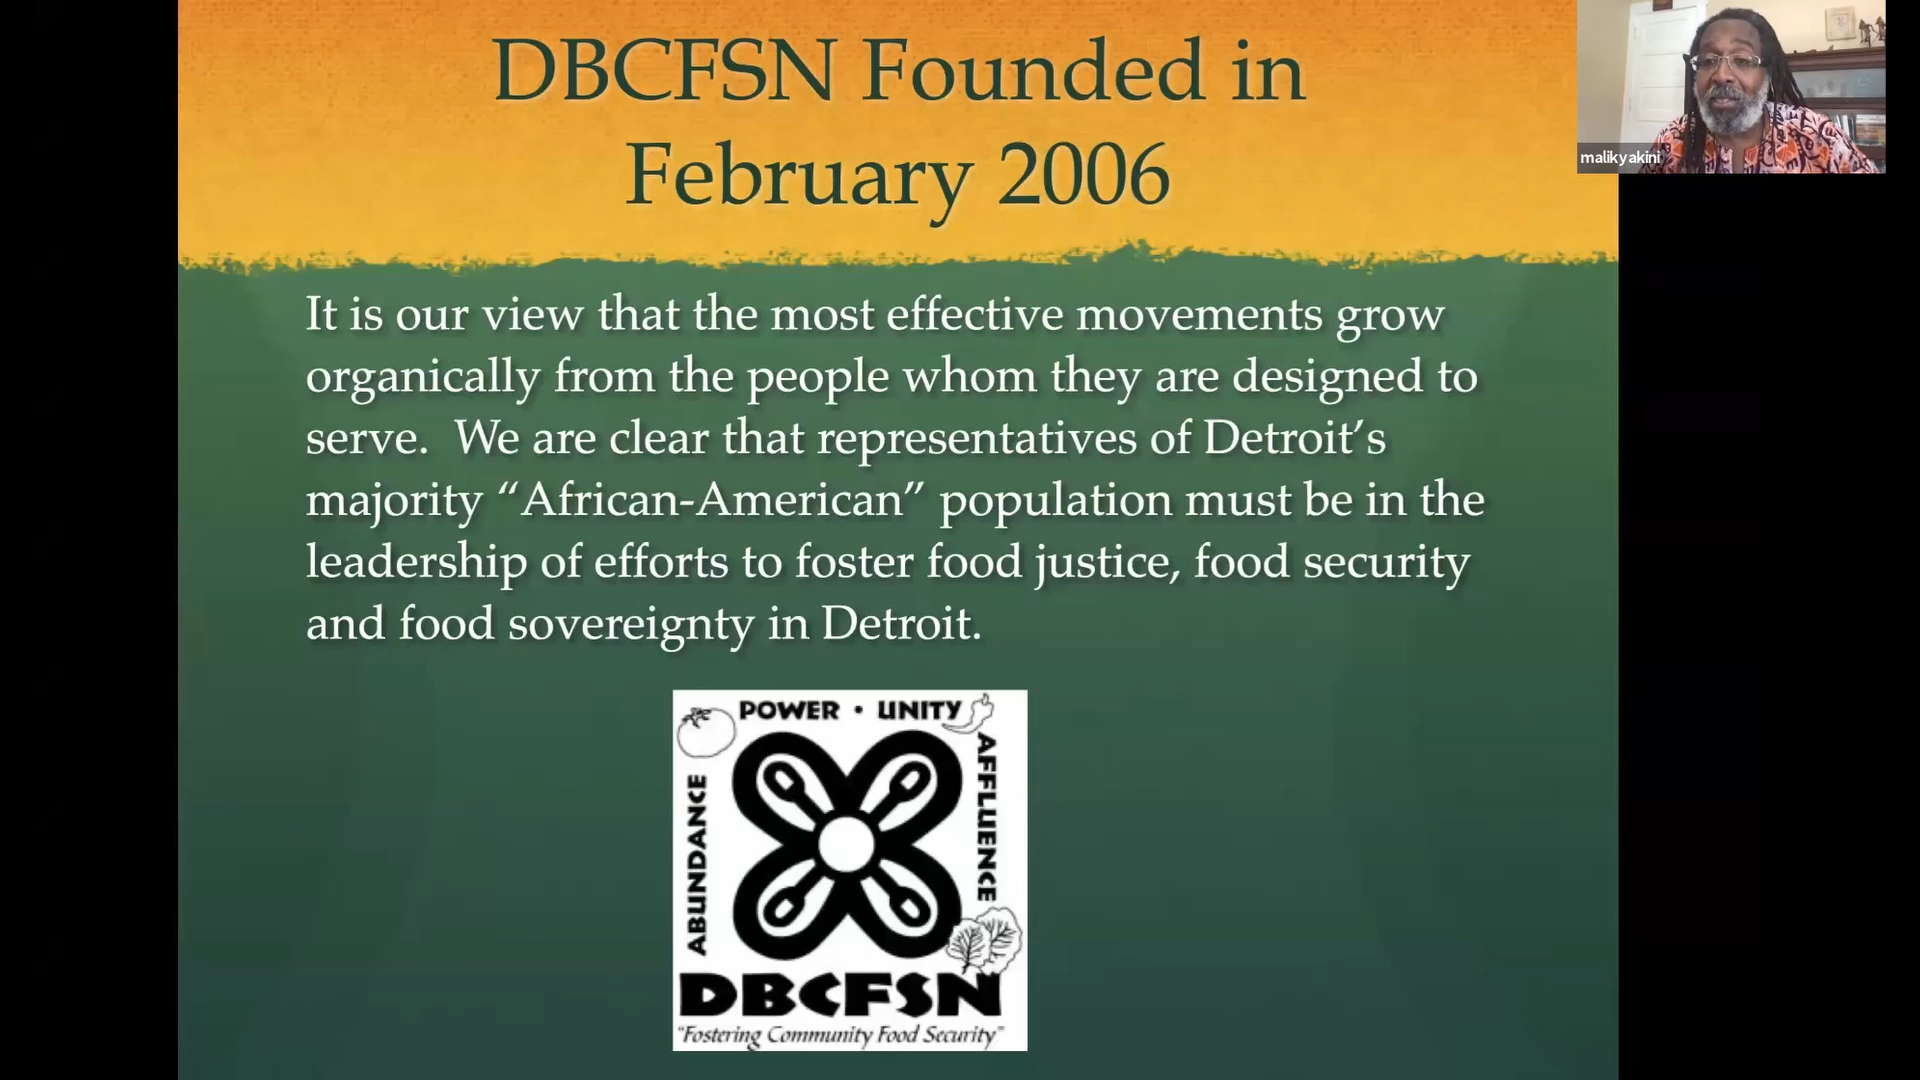 DBCFSN Founded in
February 2006
malikyakini
It is our view that the most effective movements grow
organically from the people whom they are designed to
serve.  We are clear that representatives of Detroit’s
majority “African-American” population must be in the
leadership of efforts to foster food justice, food security
and food sovereignty in Detroit.
POWER • UNITY
ABUNDANCE
AFFLUENCE
DBCFSN
"Fostering Community Food Security"